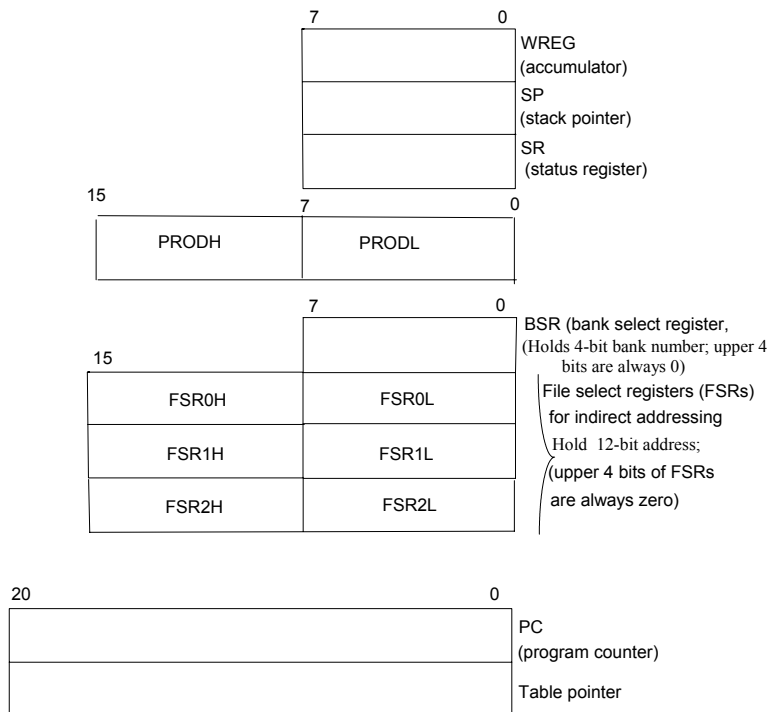 7 0
WREG
(accumulator)
SP
(stack pointer)
SR
(status register)
15 7 0
PRODH PRODL
7 0
BSR (bank select register,
(Holds 4-bit bank number; upper 4
bits are always 0)
15
FSR0H FSR0L
File select registers (FSRs)
for indirect addressing
FSR1H FSR1L
Hold 12-bit address;
(upper 4 bits of FSRs
FSR2H FSR2L
are always zero)
20 0
PC
(program counter)
Table pointer